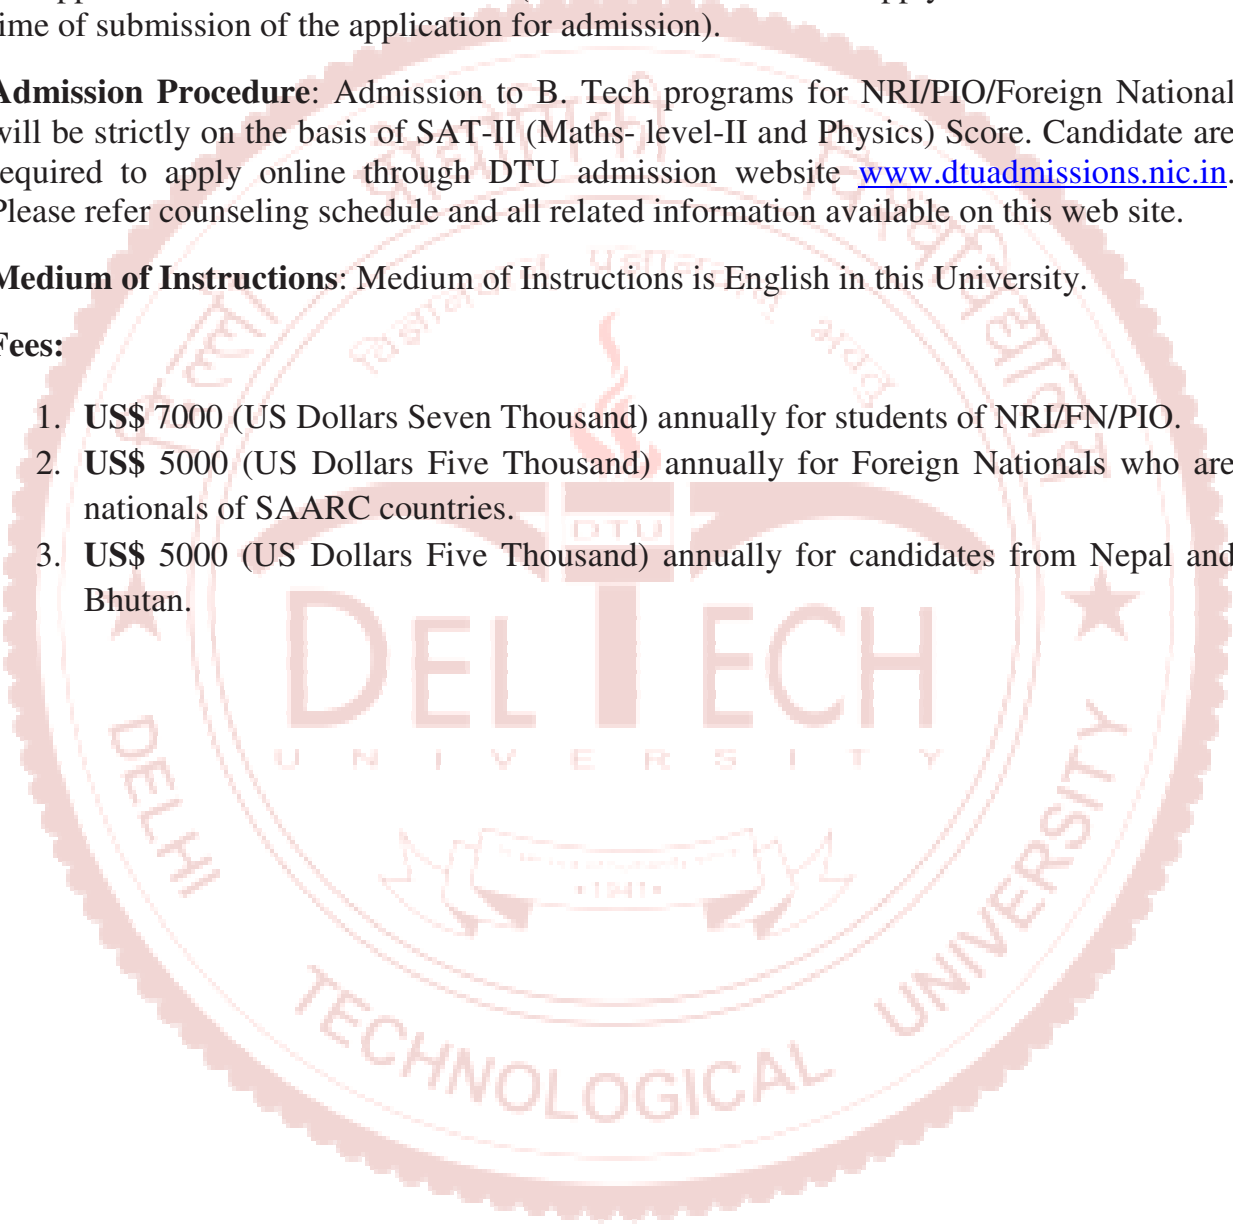 time of submission of the application for admission).
Admission Procedure: Admission to B. Tech programs for NRI/PIO/Foreign National
will be strictly on the basis of SAT-II (Maths- level-II and Physics) Score. Candidate are
required to apply online through DTU admission website www.dtuadmissions.nic.in.
Please refer counseling schedule and all related information available on this web site.
Medium of Instructions: Medium of Instructions is English in this University.
Fees:
1. US$ 7000 (US Dollars Seven Thousand) annually for students of NRI/FN/PIO.
2. US$ 5000 (US Dollars Five Thousand) annually for Foreign Nationals who are
nationals of SAARC countries.
3. US$ 5000 (US Dollars Five Thousand) annually for candidates from Nepal and
Bhutan.
DTU
DELTECH
UNIVERSITY
•1941•
DELHI TECHNOLOGICAL UNIVERSITY